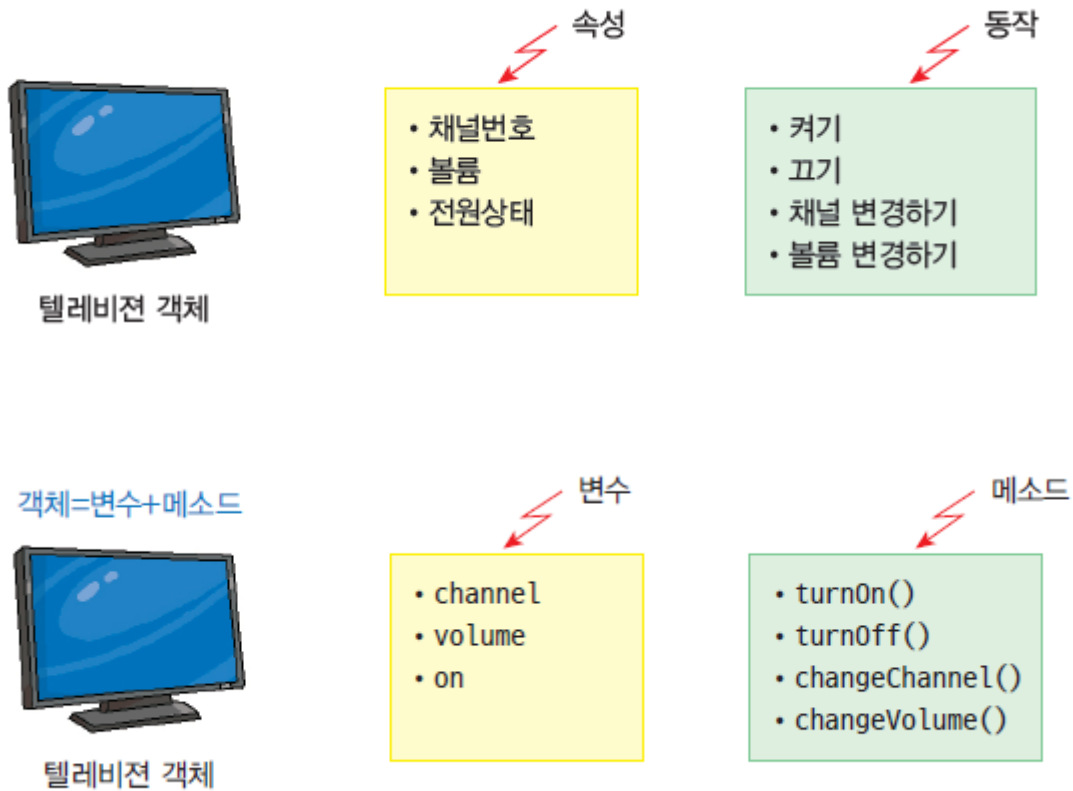 속성
동작
• 채널번호
• 볼륨
• 전원상태
• 켜기
• 끄기
• 채널 변경하기
• 볼륨 변경하기
텔레비젼 객체
객체=변수+메소드
변수
메소드
• channel
• volume
• on
• turnOn()
• turnOff()
• changeChannel()
• changeVolume()
텔레비젼 객체